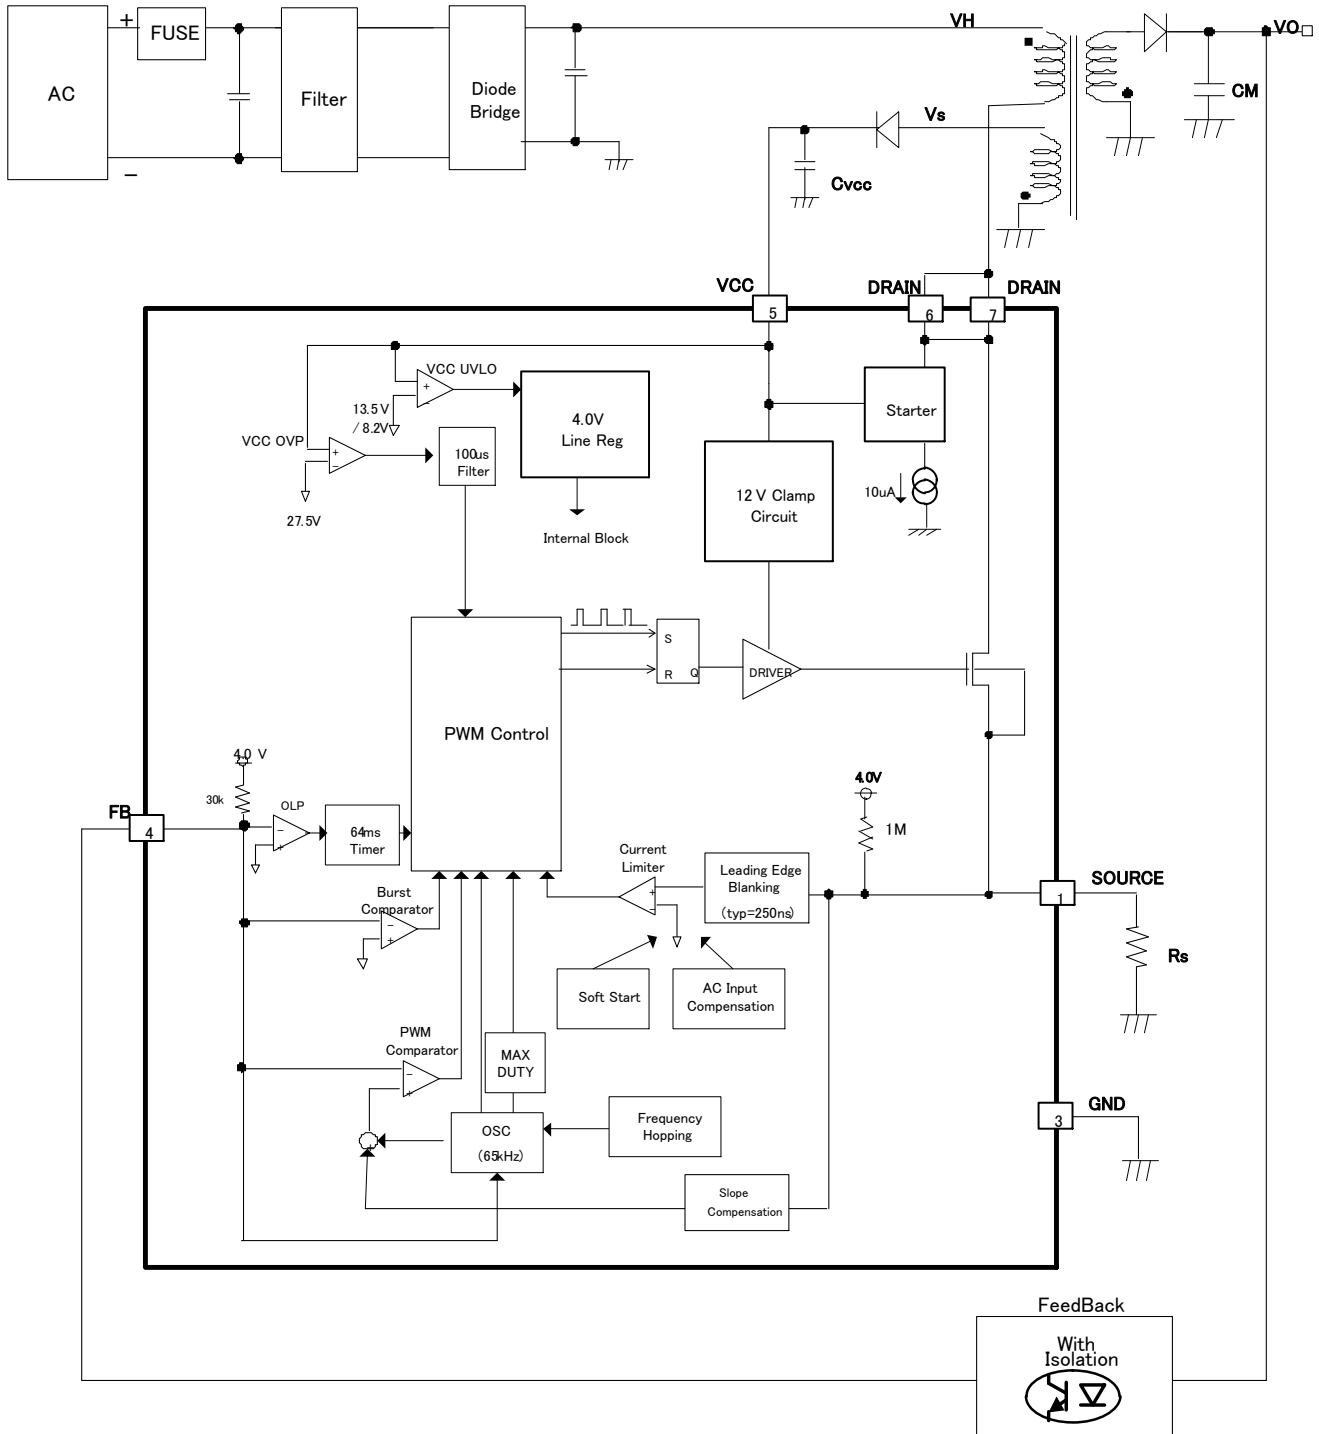 AC
+
−
FUSE
Filter
Diode
Bridge
VH
VO
CM
Vs
Cvcc
VCC
DRAIN
DRAIN
5
6
7
VCC UVLO
+
−
13.5 V
/ 8.2V
VCC OVP
+
−
27.5V
100us
Filter
4.0V
Line Reg
Internal Block
Starter
10uA
12 V Clamp
Circuit
PWM Control
S
R
Q
DRIVER
4.0 V
30k
FB
4
OLP
−
+
64ms
Timer
Burst
Comparator
−
+
Current
Limiter
+
−
Leading Edge
Blanking
(typ=250ns)
4.0V
1M
SOURCE
1
Rs
Soft Start
AC Input
Compensation
PWM
Comparator
−
+
MAX
DUTY
OSC
(65kHz)
+
Frequency
Hopping
Slope
Compensation
GND
3
FeedBack
With
Isolation